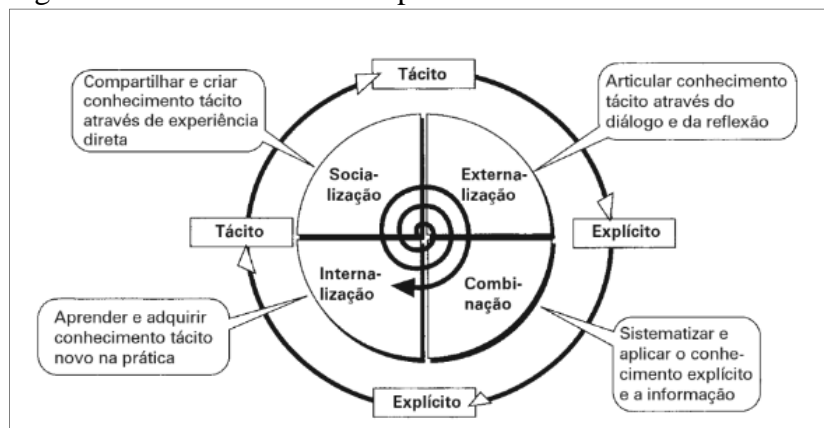 Tácito
Compartilhar e criar
conhecimento tácito
através de experiência
direta
Articular conhecimento
tácito através do
diálogo e da reflexão
Socia-
lização
Externa-
lização
Tácito
Explícito
Interna-
lização
Combi-
nação
Aprender e adquirir
conhecimento tácito
novo na prática
Sistematizar e
aplicar o conhe-
cimento explícito
e a informação
Explícito